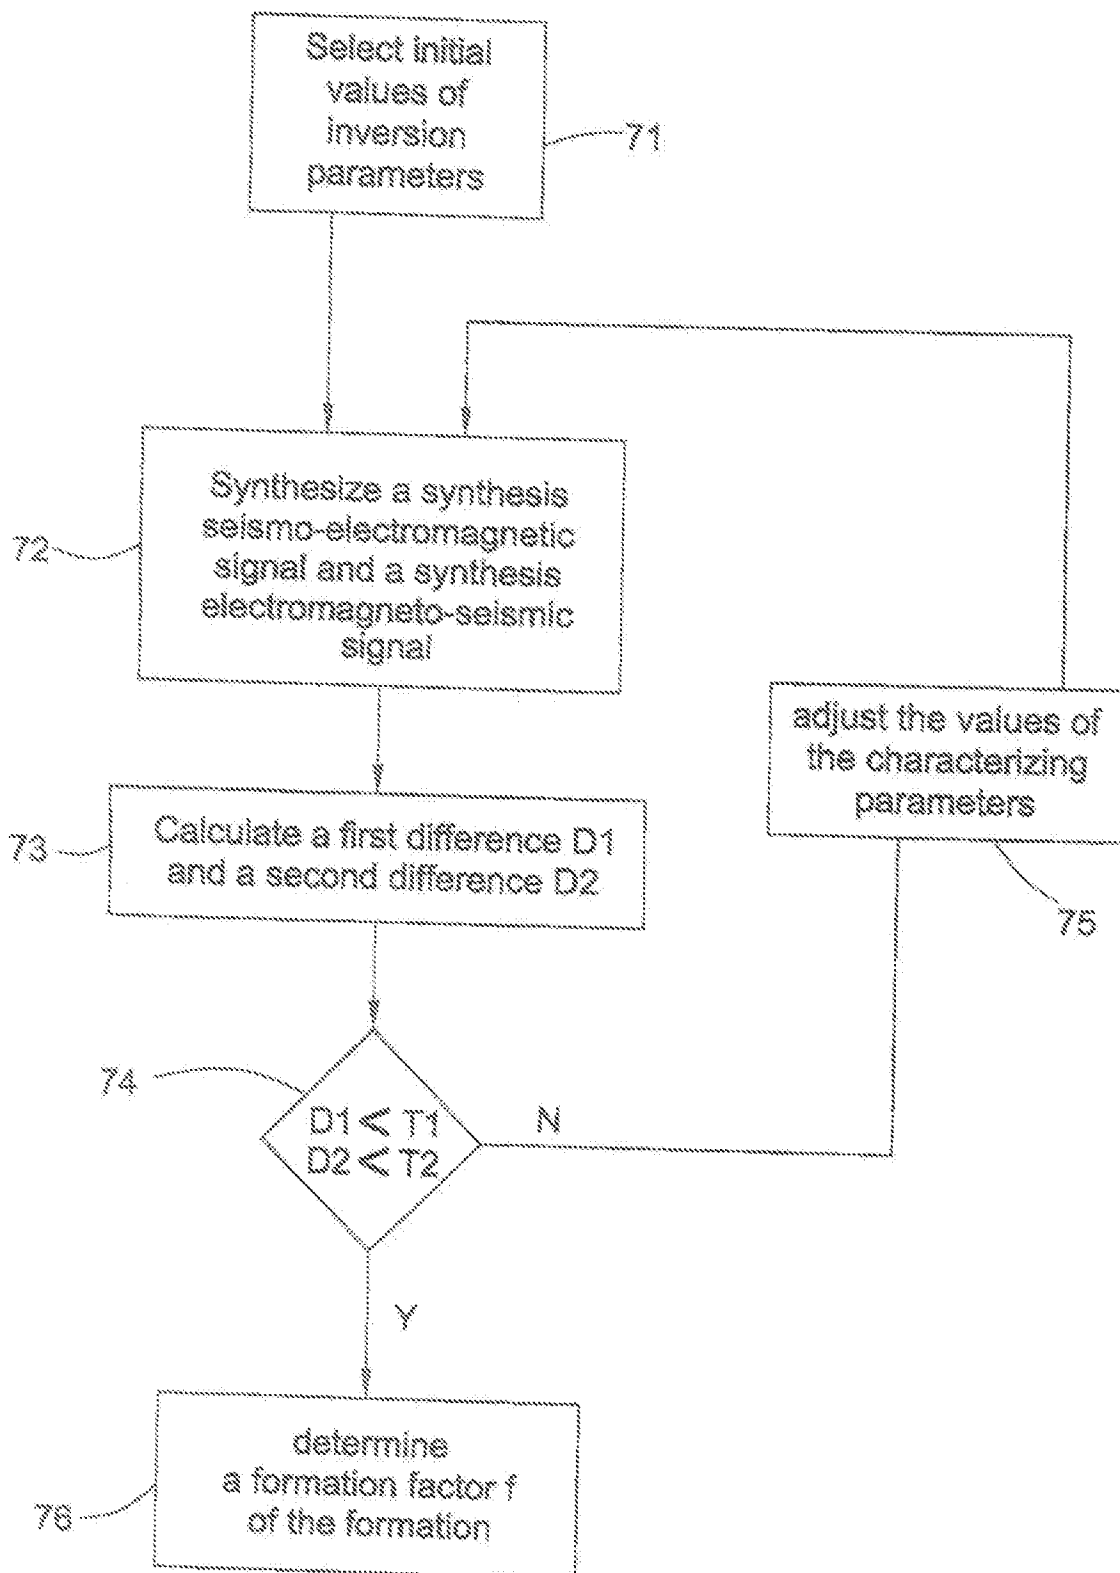 Select initial
values of
inversion
parameters
71
Synthesize a synthesis
seismo-electromagnetic
signal and a synthesis
electromagneto-seismic
signal
72
adjust the values of
the characterizing
parameters
75
Calculate a first difference D1
and a second difference D2
73
74
D1 < T1
D2 < T2
N
Y
determine
a formation factor f
of the formation
76